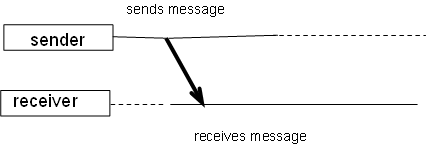 sends message
sender
receiver
receives message